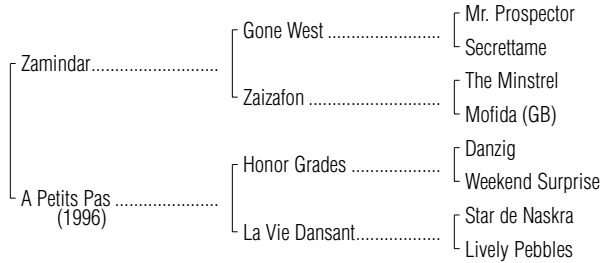 Mr. Prospector
Gone West ....................
Secrettame
Zamindar.......................
The Minstrel
Zaizafon .......................
Mofida (GB)
Danzig
Honor Grades ................
Weekend Surprise
A Petits Pas ...................
(1996)
Star de Naskra
La Vie Dansant...............
Lively Pebbles